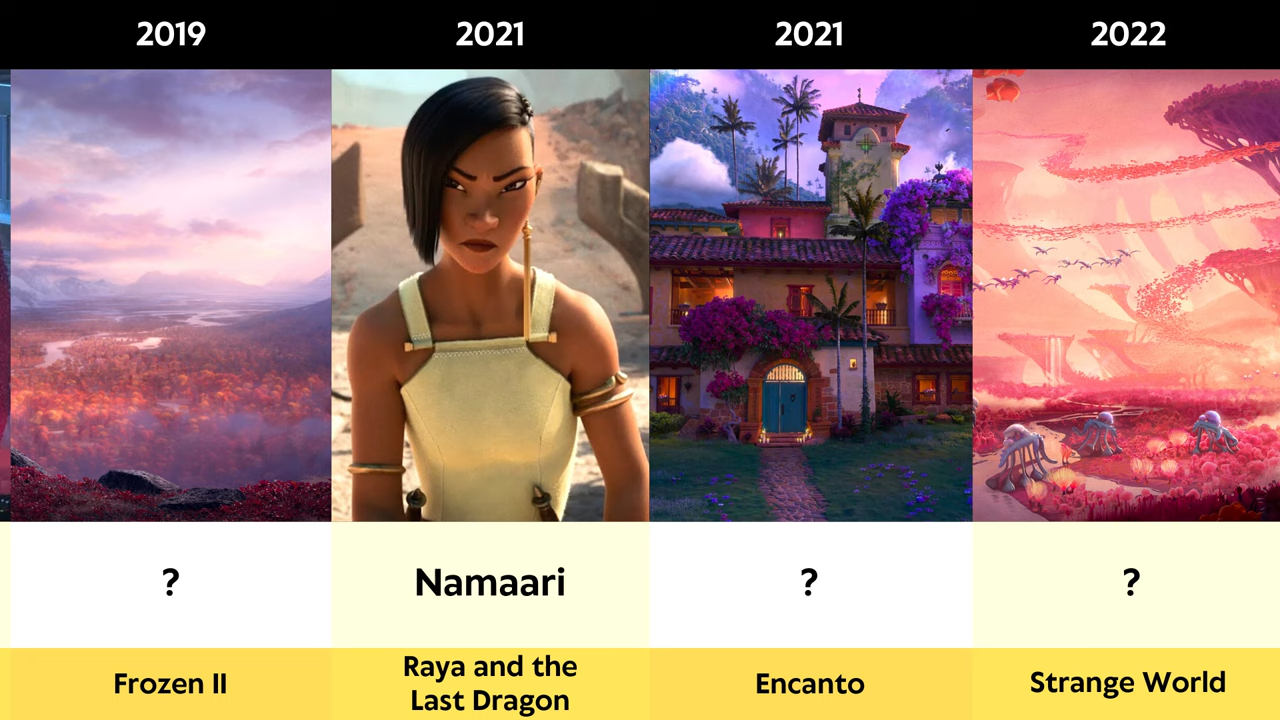 2019
2021
2021
2022
?
Namaari
?
?
Frozen II
Raya and the
Last Dragon
Encanto
Strange World